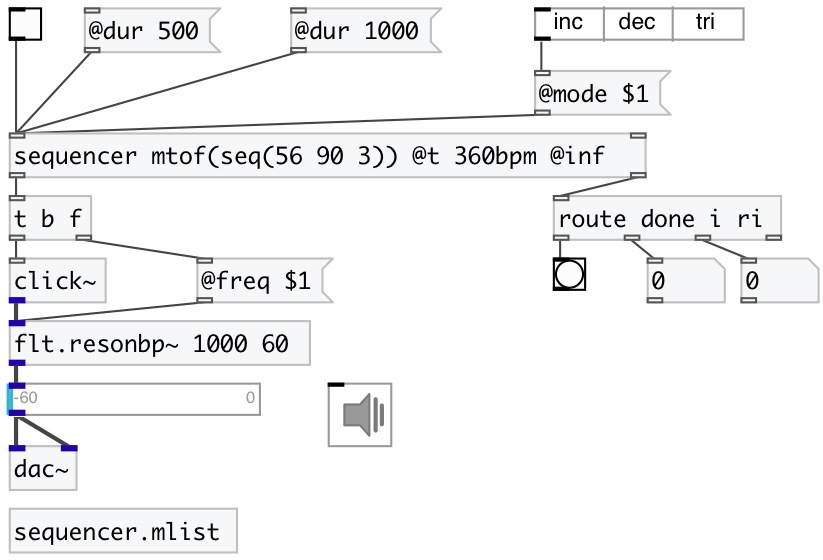 @dur 500
@dur 1000
inc dec tri
@mode $1
sequencer mtof(seq(56 90 3)) @t 360bpm @inf
t b f
route done i ri
click~
@freq $1
0
0
flt.resonbp~ 1000 60
-60 0
dac~
sequencer.mlist